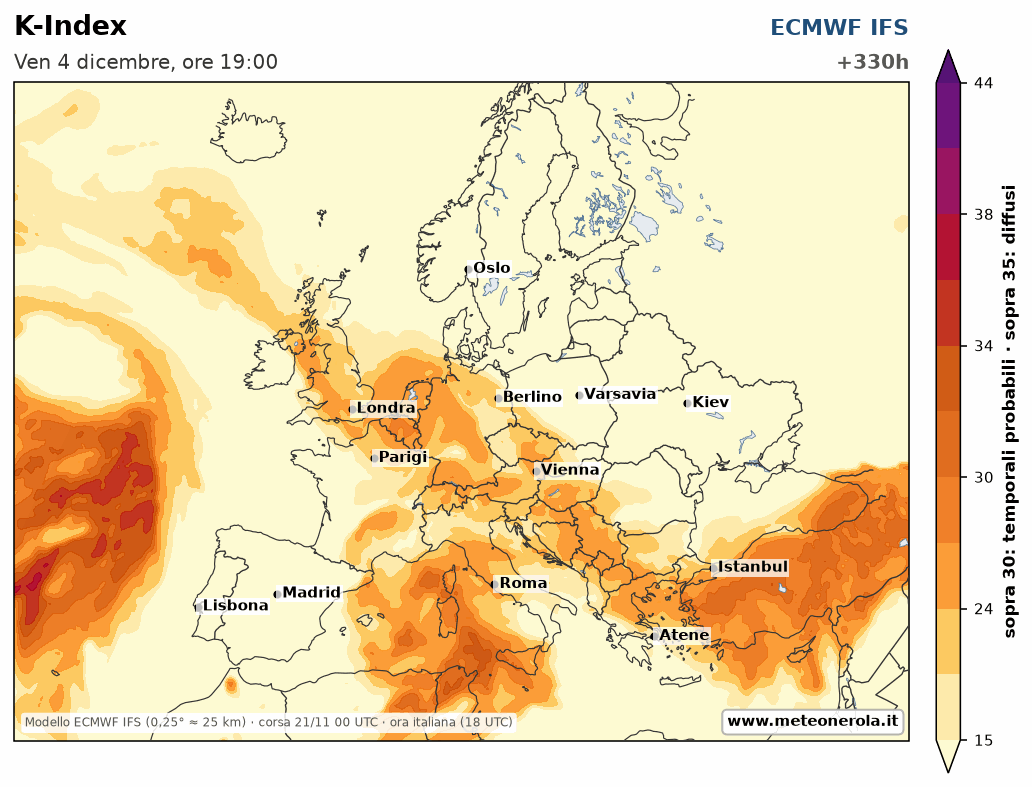 K-Index
ECMWF IFS
Ven 4 dicembre, ore 19:00
+330h
44
38
34
30
24
15
sopra 30: temporali probabili · sopra 35: diffusi
Oslo
Berlino
Varsavia
Kiev
Londra
Parigi
Vienna
Istanbul
Roma
Madrid
Lisbona
Atene
Modello ECMWF IFS (0,25° ≈ 25 km) · corsa 21/11 00 UTC · ora italiana (18 UTC)
www.meteonerola.it